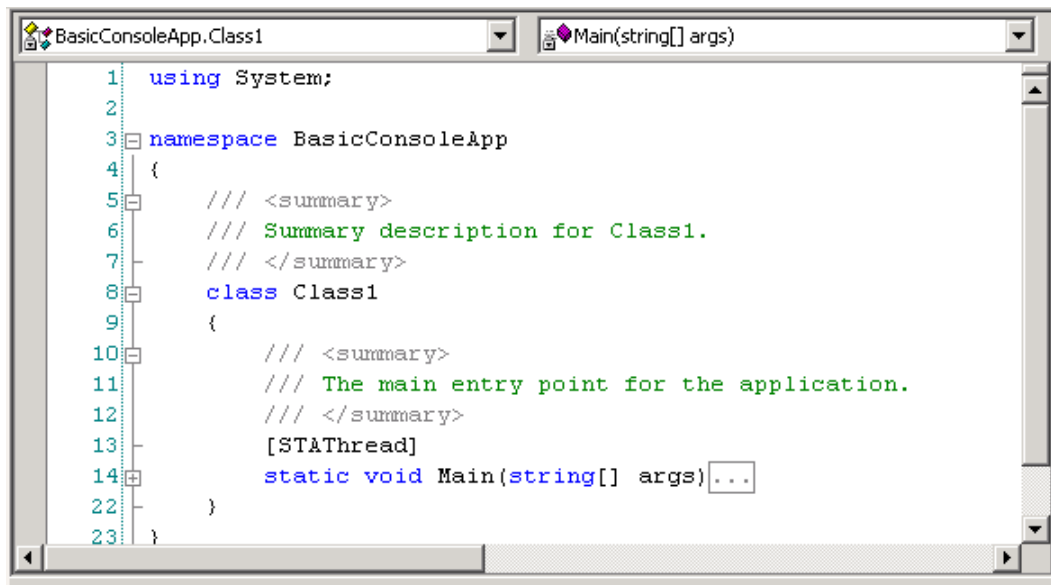 BasicConsoleApp.Class1 Main(string[] args)
1 using System;
2
3 namespace BasicConsoleApp
4 {
5 /// <summary>
6 /// Summary description for Class1.
7 /// </summary>
8 class Class1
9 {
10 /// <summary>
11 /// The main entry point for the application.
12 /// </summary>
13 [STAThread]
14 static void Main(string[] args)...
22 }
23 }